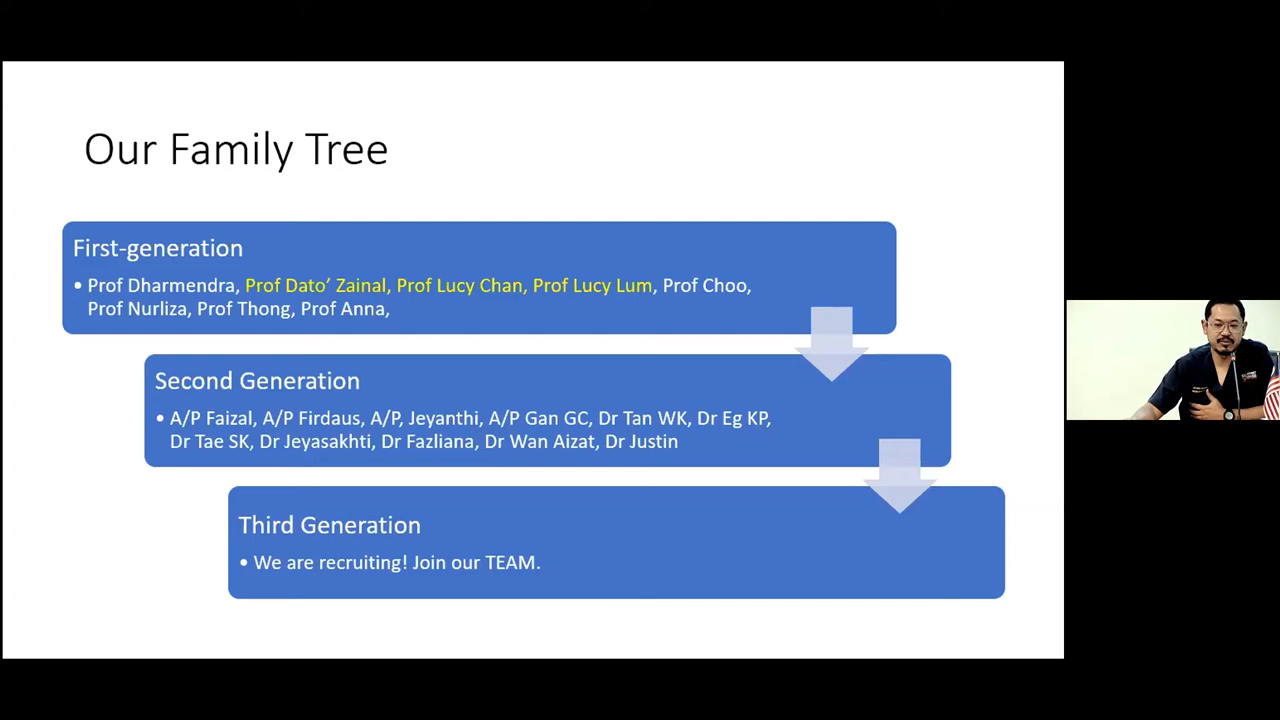 Our Family Tree
First-generation
• Prof Dharmendra, Prof Dato’ Zainal, Prof Lucy Chan, Prof Lucy Lum, Prof Choo,
Prof Nurliza, Prof Thong, Prof Anna,
Second Generation
• A/P Faizal, A/P Firdaus, A/P, Jeyanthi, A/P Gan GC, Dr Tan WK, Dr Eg KP,
Dr Tae SK, Dr Jeyasakhti, Dr Fazliana, Dr Wan Aizat, Dr Justin
Third Generation
• We are recruiting! Join our TEAM.